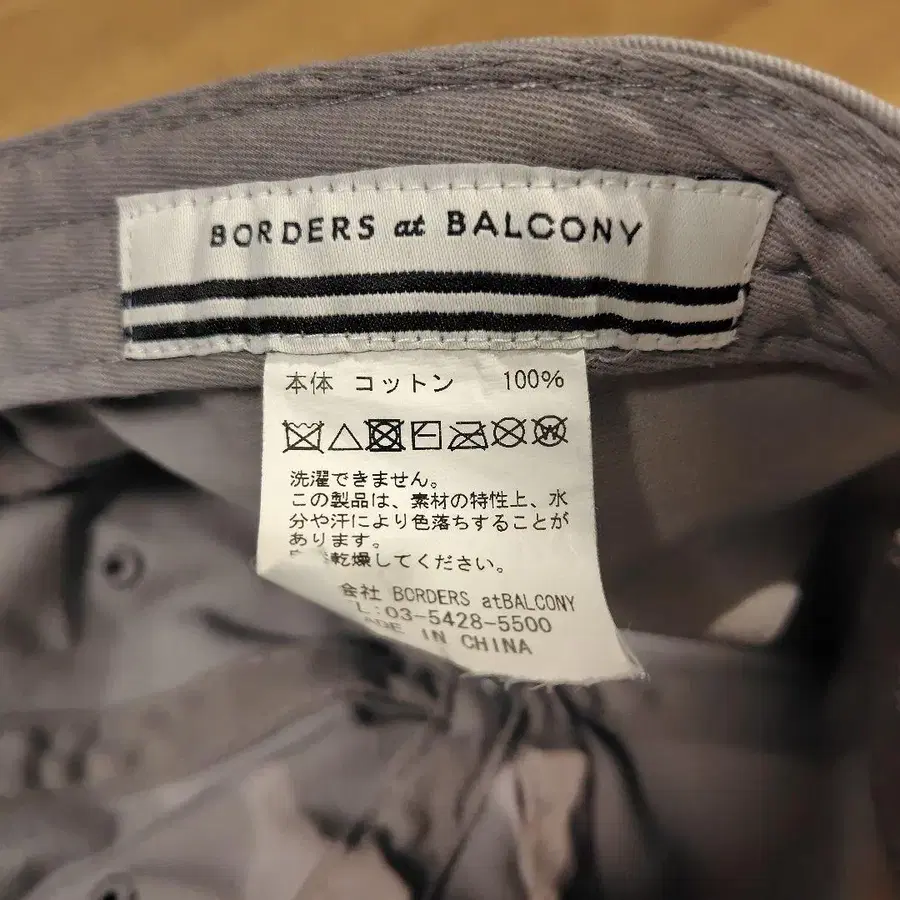 BORDERS at BALCONY
本体 コットン 100%
洗濯できません。
この製品は、素材の特性上、水
分や汗により色落ちすることが
あります。
乾燥してください。
会社 BORDERS atBALCONY
L:03-5428-5500
ADE IN CHINA